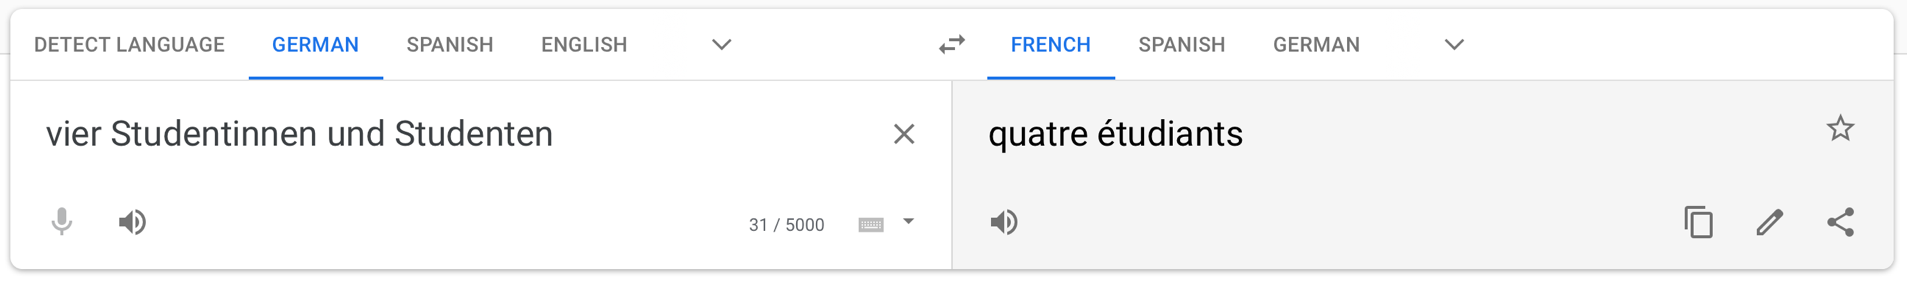 DETECT LANGUAGE GERMAN SPANISH ENGLISH FRENCH SPANISH GERMAN
vier Studentinnen und Studenten
quatre étudiants
31 / 5000